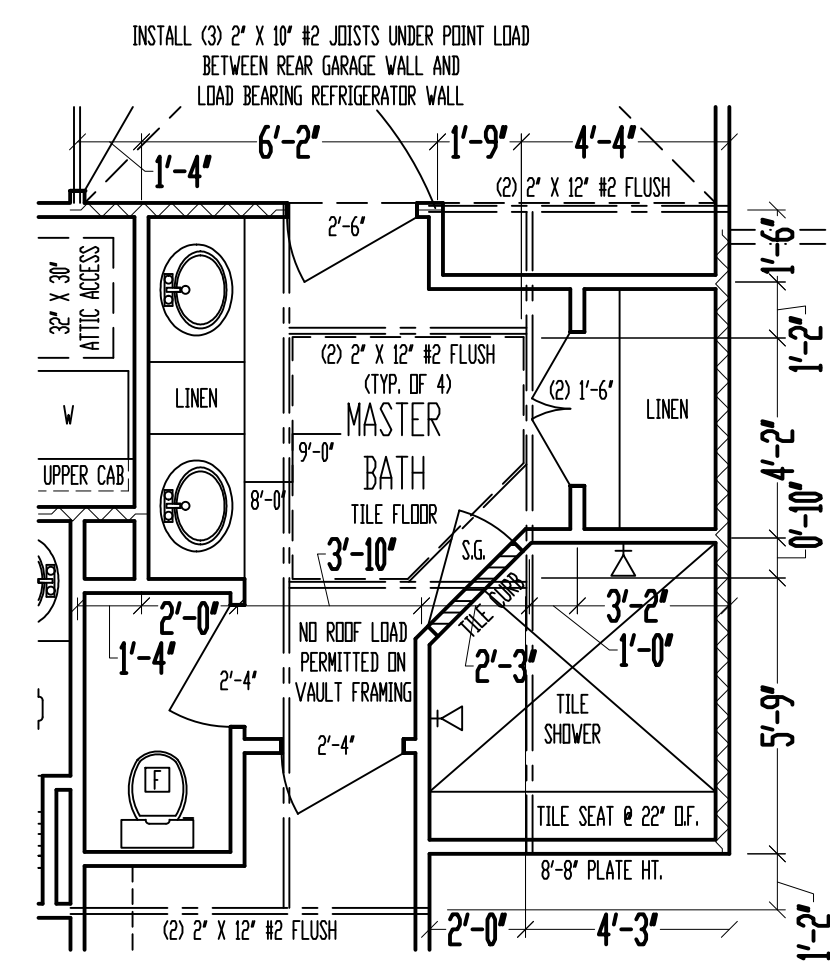 INSTALL (3) 2" X 10" #2 JOISTS UNDER POINT LOAD
BETWEEN REAR GARAGE WALL AND
LOAD BEARING REFRIGERATOR WALL
6'-2"
1'-9"
4'-4"
1'-4"
(2) 2" X 12" #2 FLUSH
2'-6"
1'-6"
32" X 30"
ATTIC ACCESS
1'-2"
(2) 2" X 12" #2 FLUSH
(TYP. OF 4)
(2) 1'-6"
LINEN
LINEN
W
MASTER
BATH
TILE FLOOR
9'-0"
4'-2"
UPPER CAB
8'-0"
0'-10"
S.G.
3'-10"
TILE CURB
2'-0"
3'-2"
1'-4"
NO ROOF LOAD
PERMITTED ON
VAULT FRAMING
2'-3"
1'-0"
2'-4"
TILE
SHOWER
5'-9"
2'-4"
F
TILE SEAT @ 22" O.F.
8'-8" PLATE HT.
(2) 2" X 12" #2 FLUSH
2'-0"
4'-3"
1'-2"